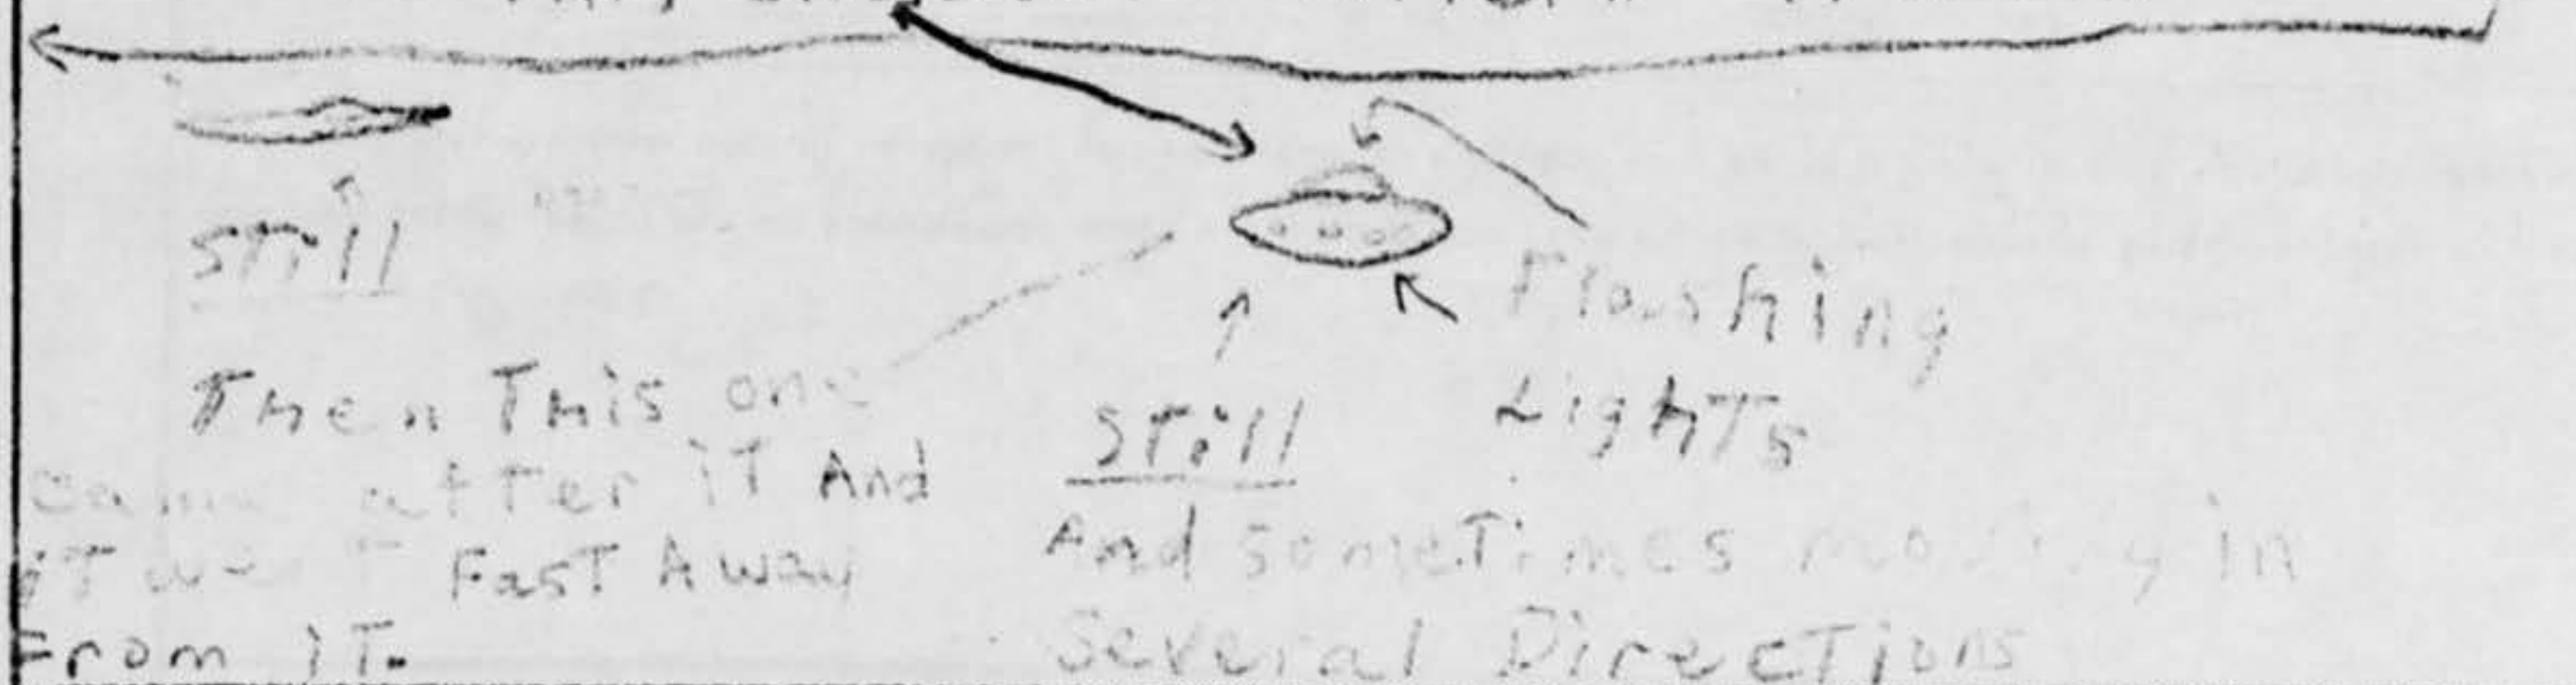 Still
Then This one
came after iT And
iT went FasT Away
From iT.
Flashing
LighTs
STill
And SomeTimes moving in
Several DirecTions